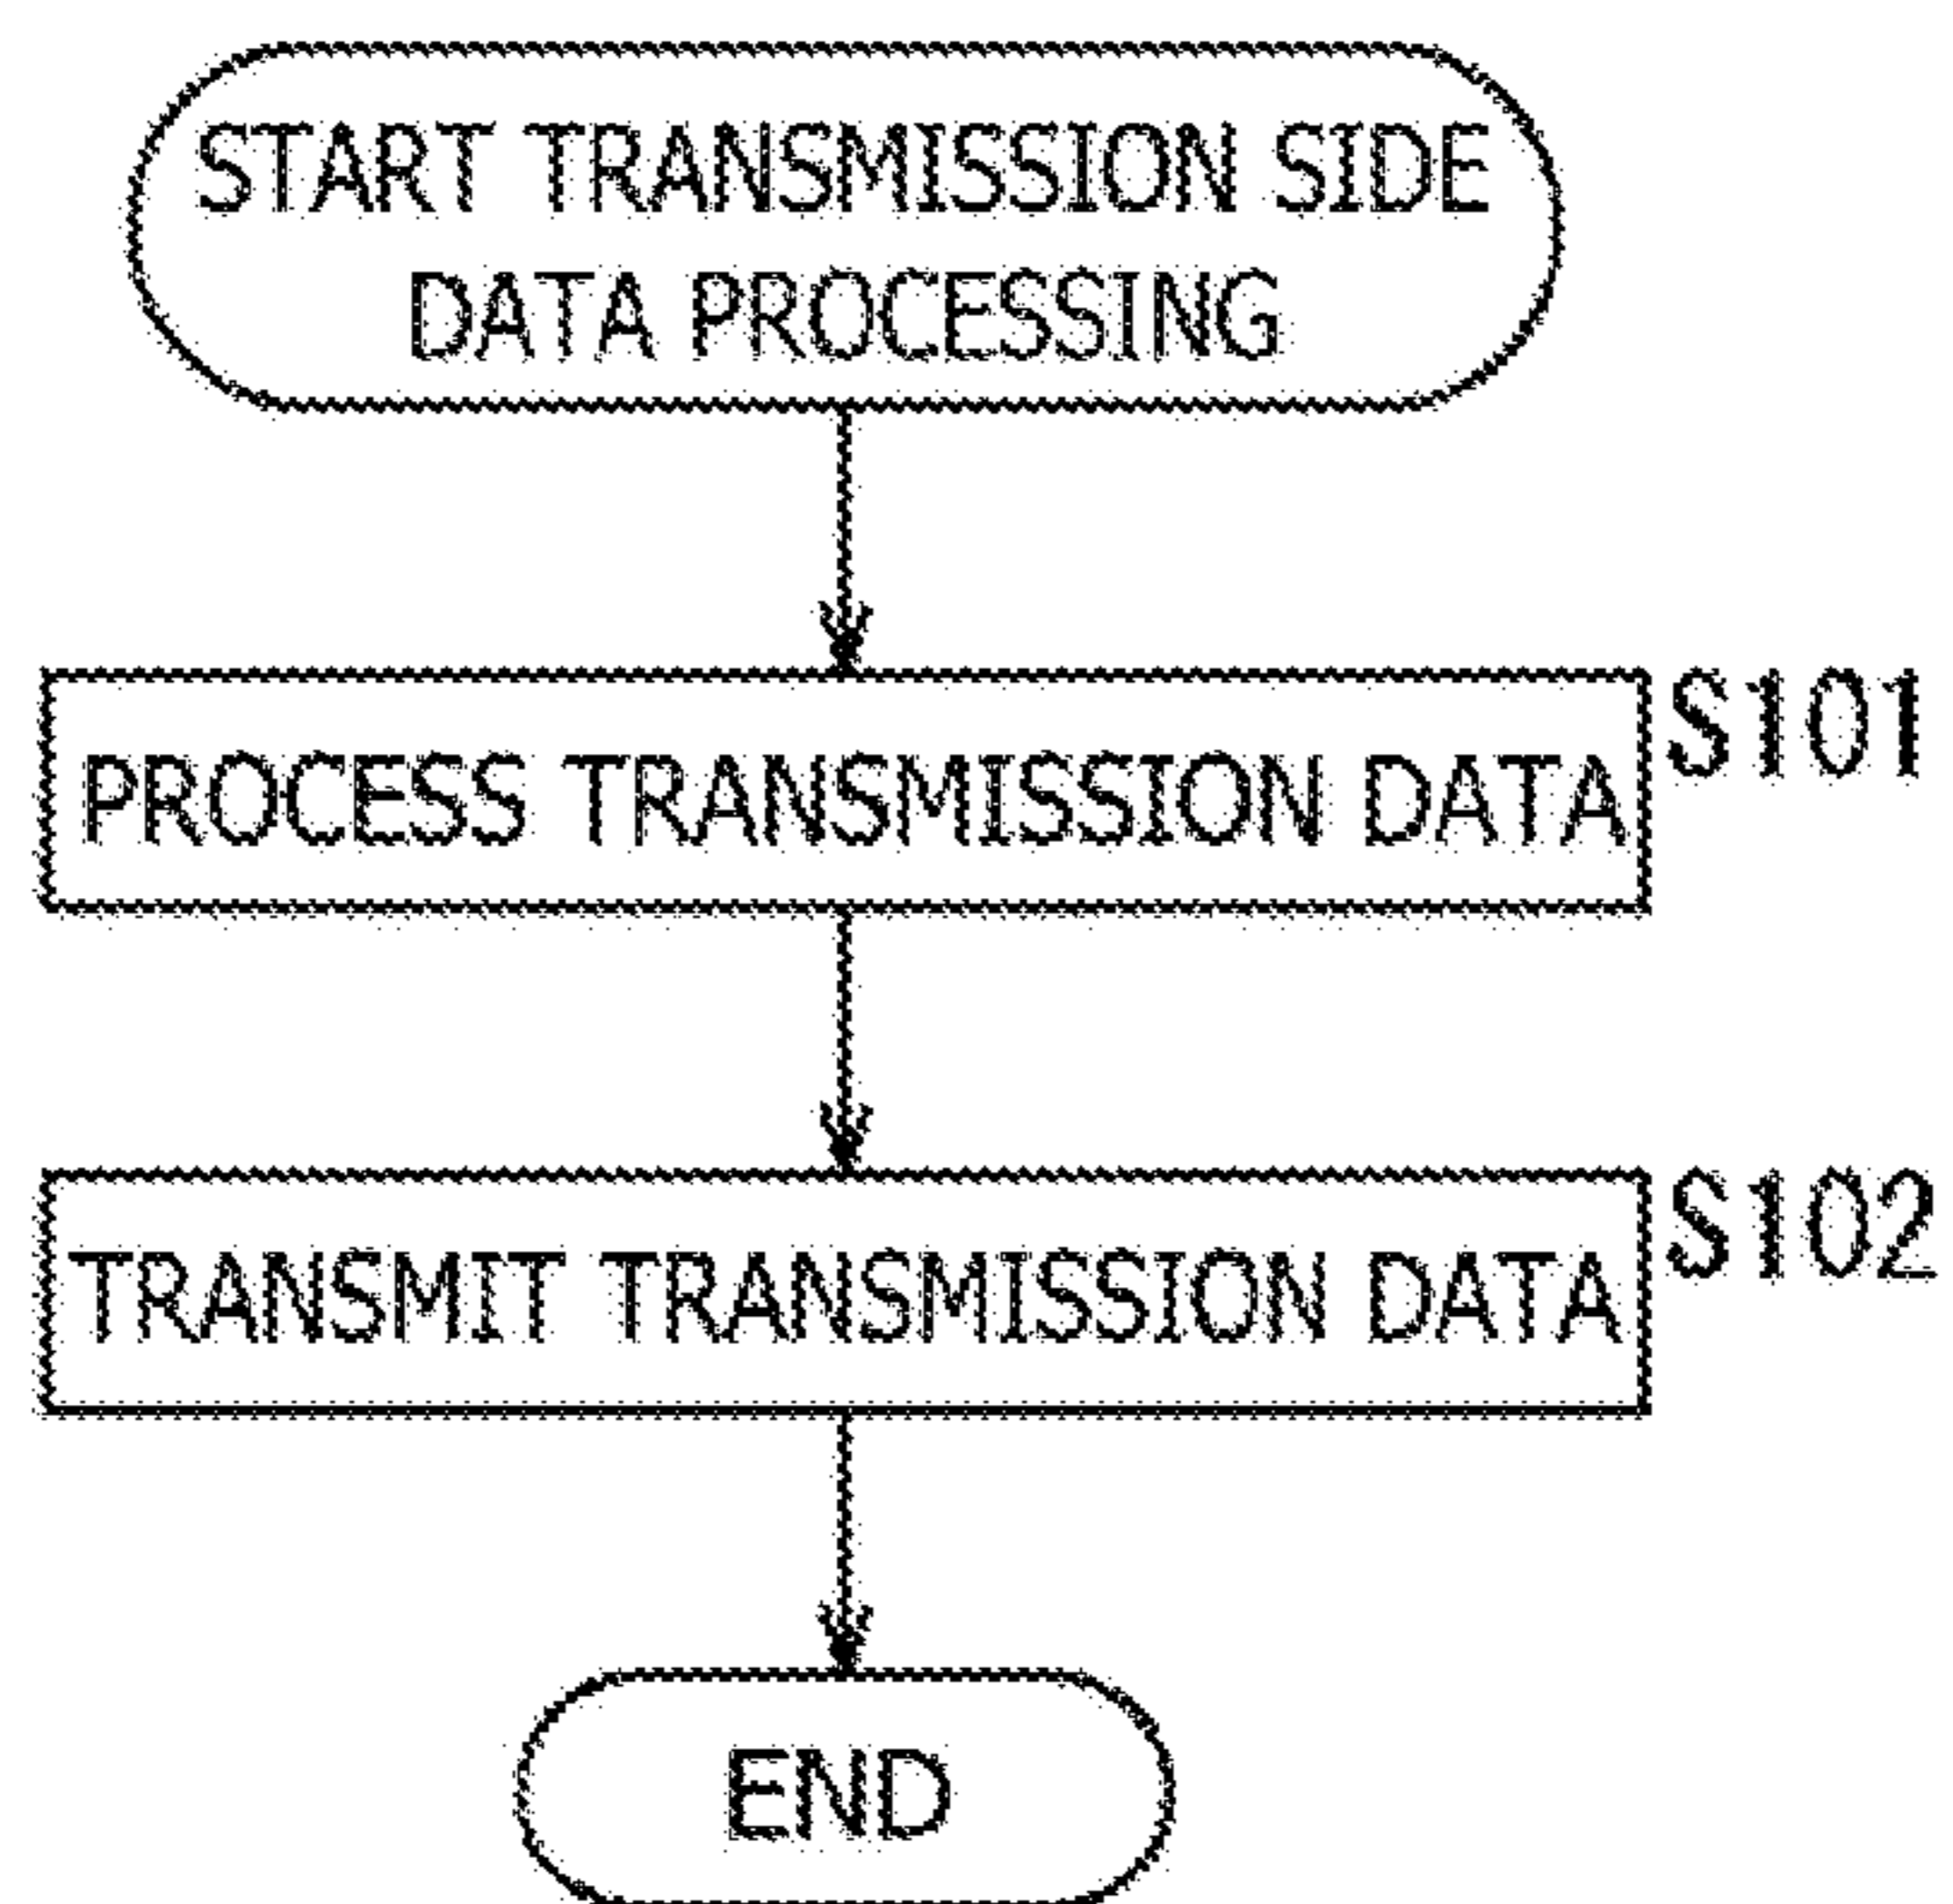 START TRANSMISSION SIDE
DATA PROCESSING
S101
PROCESS TRANSMISSION DATA
S102
TRANSMIT TRANSMISSION DATA
END